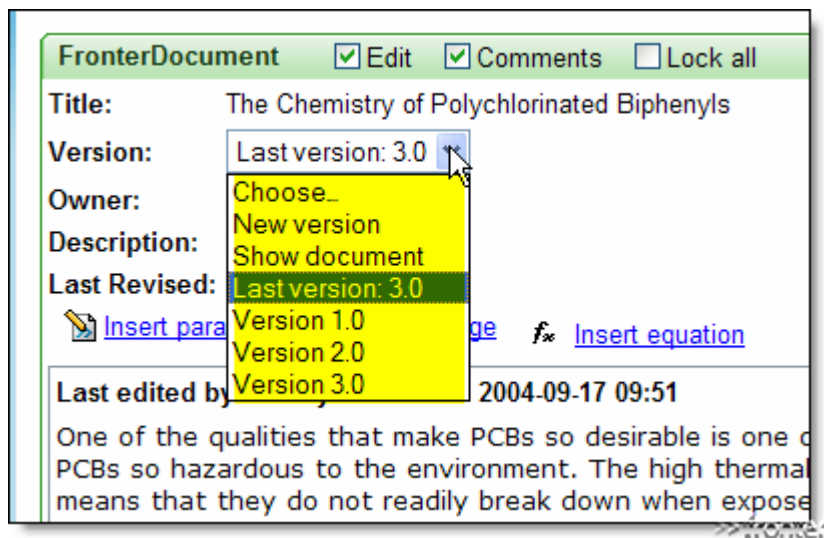 FronterDocument Edit Comments Lock all
Title: The Chemistry of Polychlorinated Biphenyls
Version: Last version: 3.0
Owner:
Description:
Last Revised:
Choose...
New version
Show document
Last version: 3.0
Version 1.0
Version 2.0
Version 3.0
Insert para ge Insert equation
Last edited by 2004-09-17 09:51
One of the qualities that make PCBs so desirable is one
PCBs so hazardous to the environment. The high thermal
means that they do not readily break down when expose